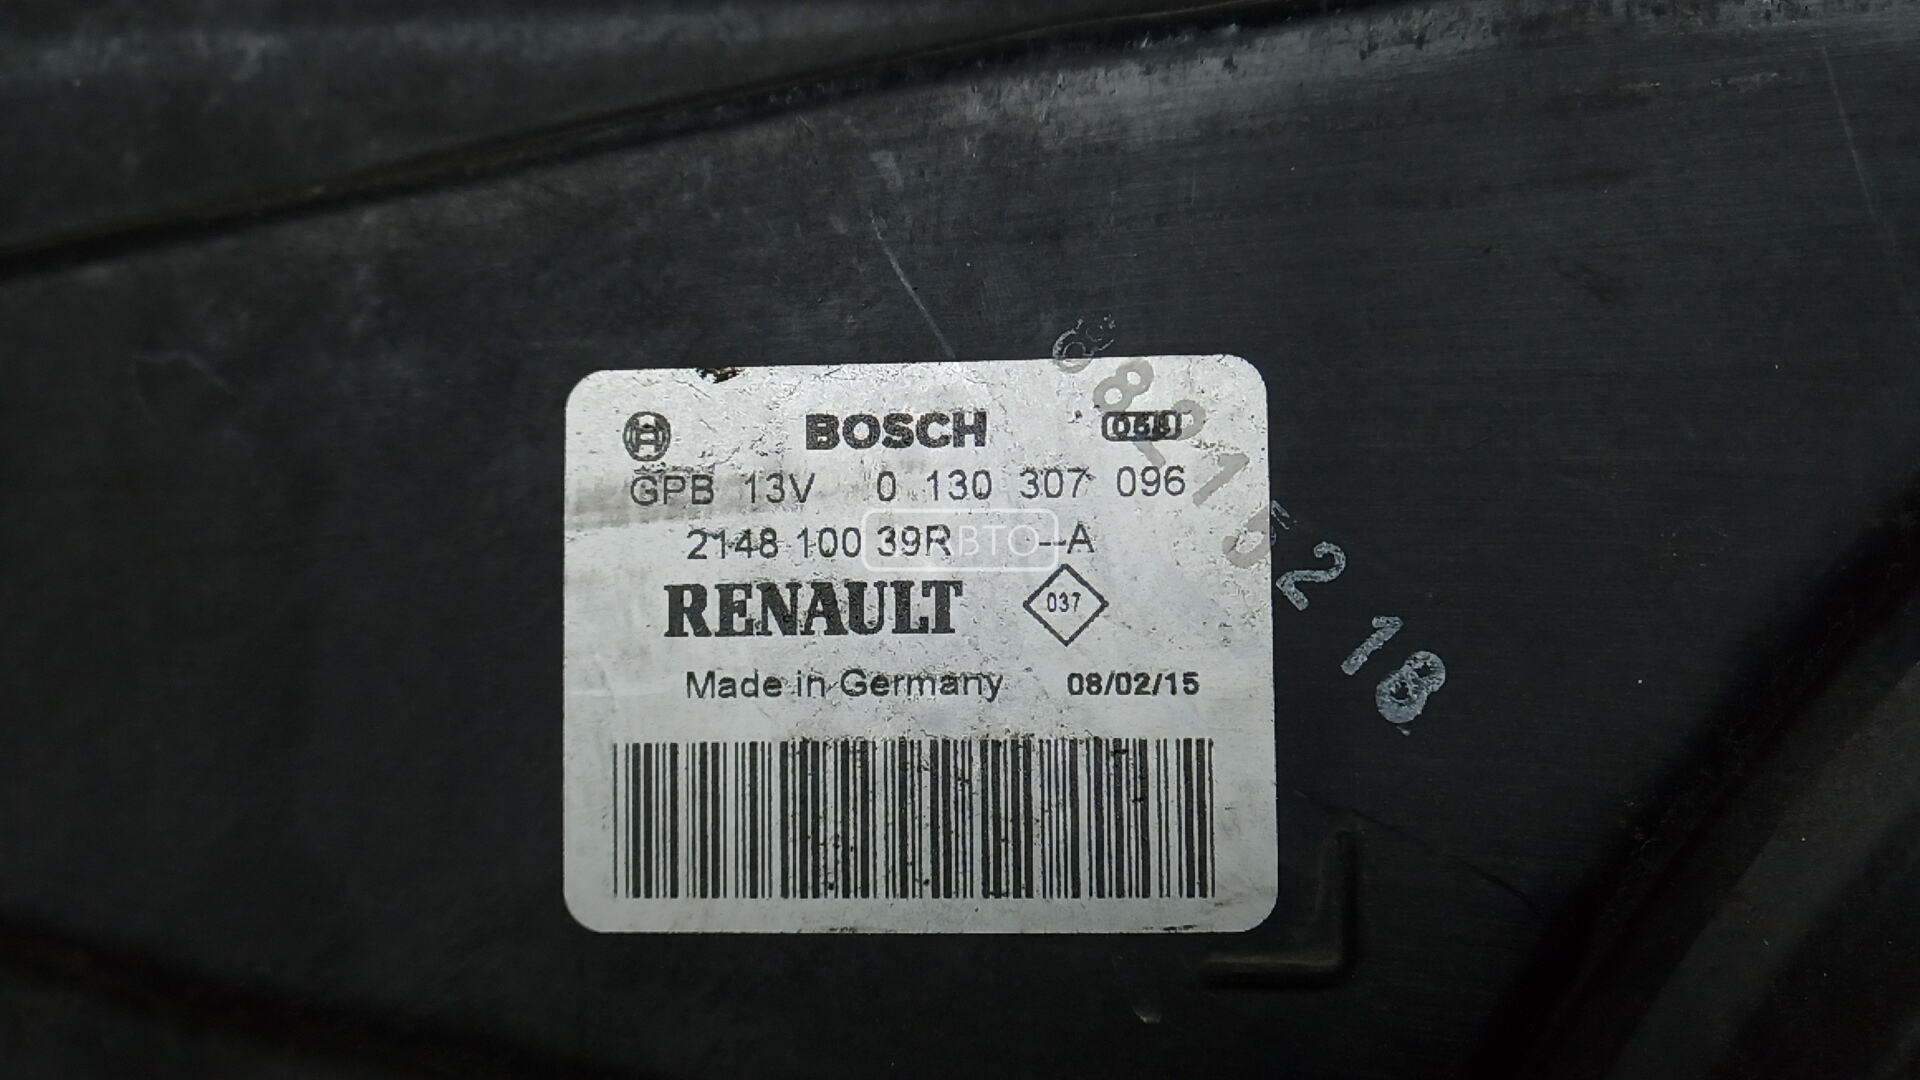 BOSCH
GPB 13V 0 130 307 096
2148 100 39R --A
RENAULT 037
Made in Germany 08/02/15